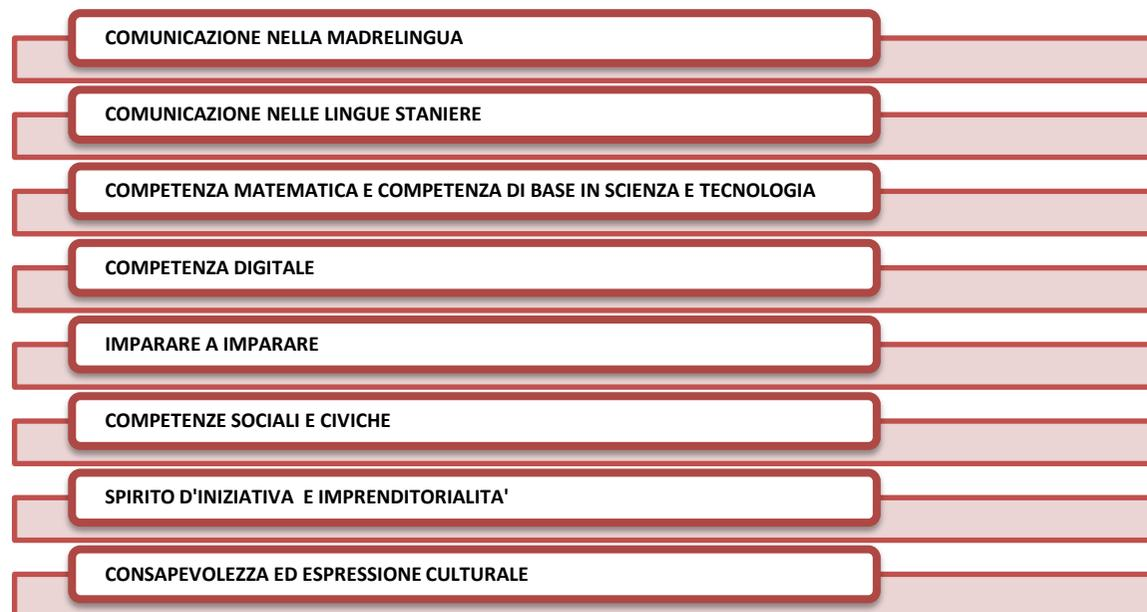 COMUNICAZIONE NELLA MADRELINGUA
COMUNICAZIONE NELLE LINGUE STANIERE
COMPETENZA MATEMATICA E COMPETENZA DI BASE IN SCIENZA E TECNOLOGIA
COMPETENZA DIGITALE
IMPARARE A IMPARARE
COMPETENZE SOCIALI E CIVICHE
SPIRITO D'INIZIATIVA  E IMPRENDITORIALITA'
CONSAPEVOLEZZA ED ESPRESSIONE CULTURALE